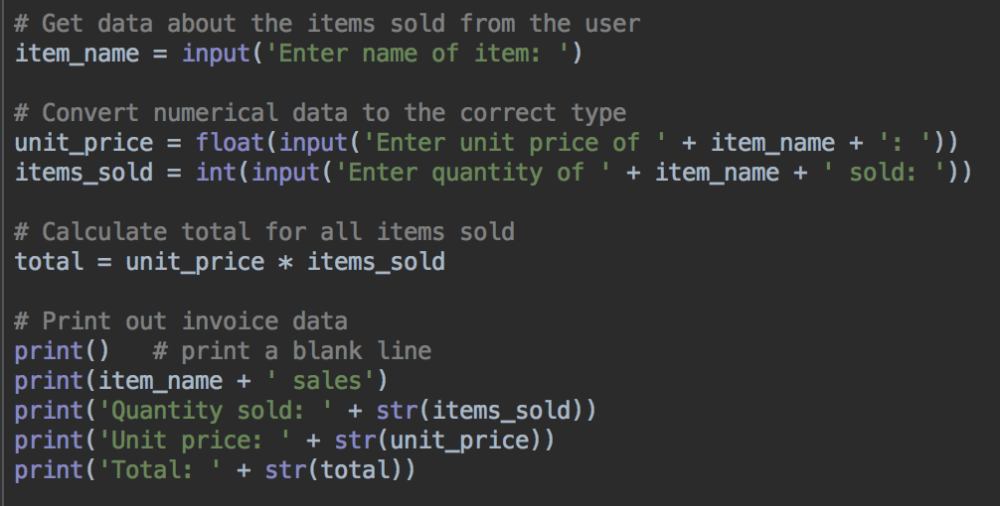 # Get data about the items sold from the user
item_name = input('Enter name of item: ')
# Convert numerical data to the correct type
unit_price = float(input('Enter unit price of ' + item_name + ': '))
items_sold = int(input('Enter quantity of ' + item_name + ' sold: '))
# Calculate total for all items sold
total = unit_price * items_sold
# Print out invoice data
print()   # print a blank line
print(item_name + ' sales')
print('Quantity sold: ' + str(items_sold))
print('Unit price: ' + str(unit_price))
print('Total: ' + str(total))